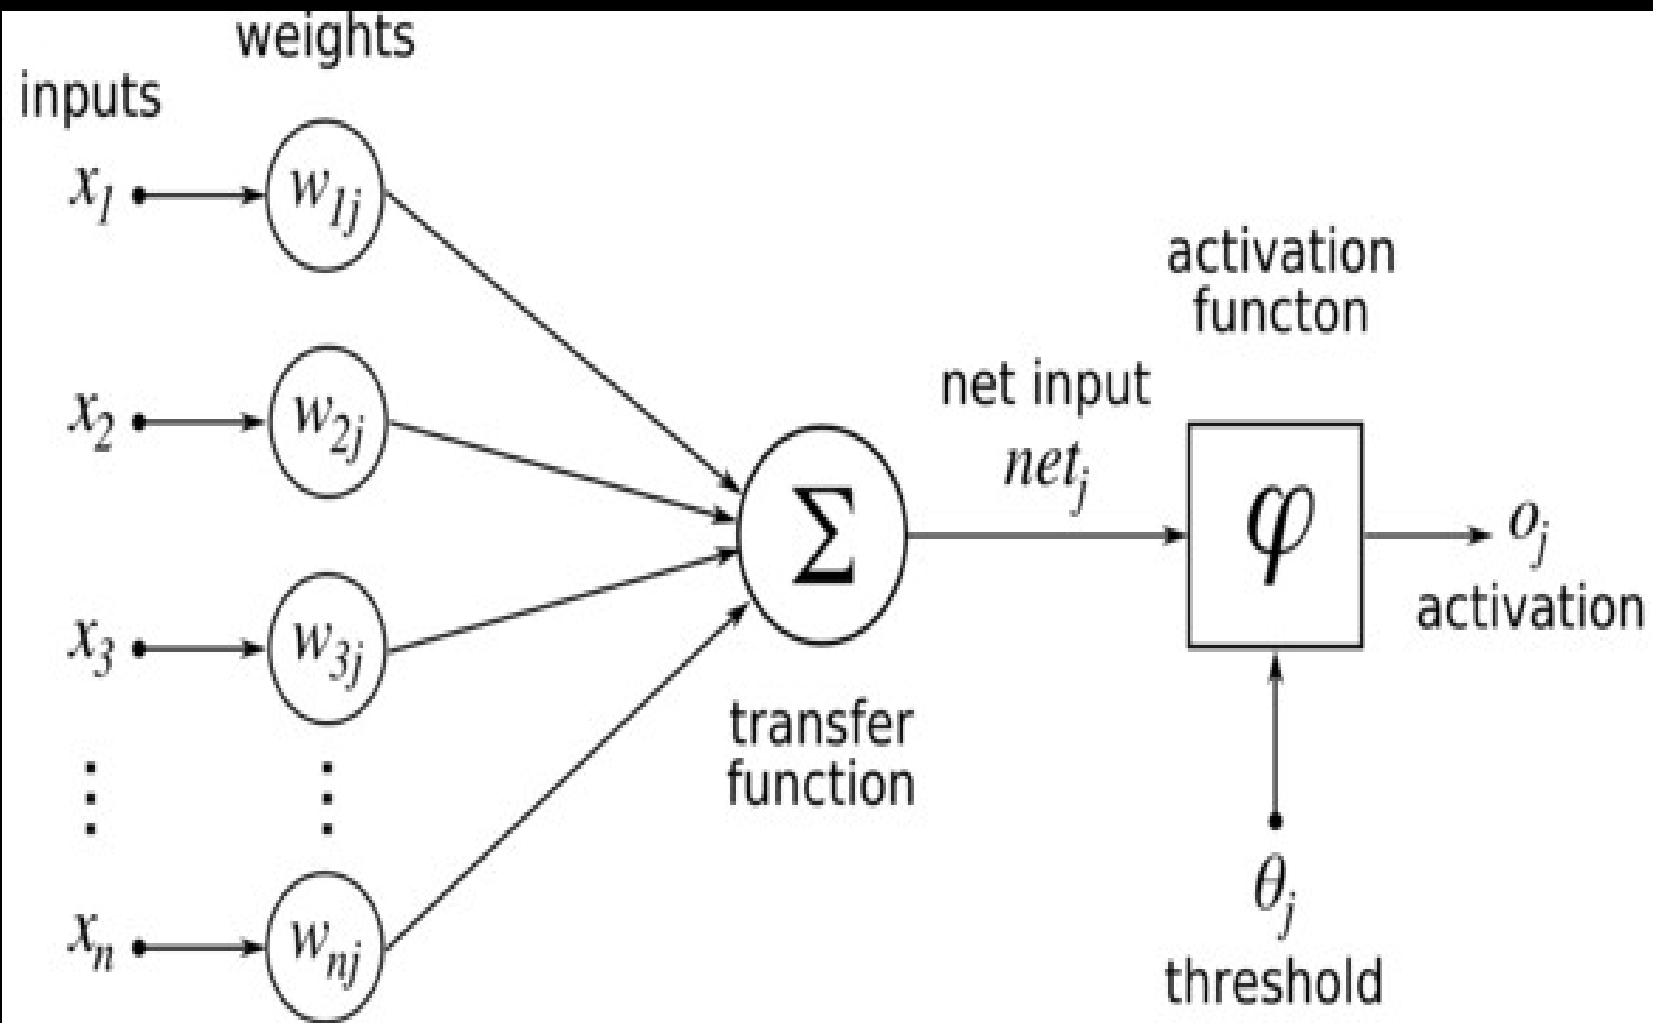 weights
inputs
x1
w1j
x2
w2j
x3
w3j
⋮ ⋮
xn
wnj
Σ
transfer
function
net input
netj
activation
functon
φ
oj
activation
θj
threshold